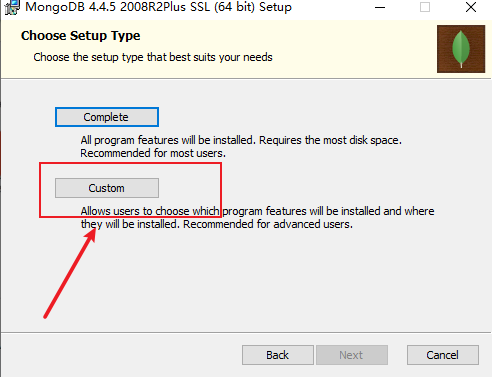 MongoDB 4.4.5 2008R2Plus SSL (64 bit) Setup
Choose Setup Type
Choose the setup type that best suits your needs
Complete
All program features will be installed. Requires the most disk space.
Recommended for most users.
Custom
Allows users to choose which program features will be installed and where
they will be installed. Recommended for advanced users.
Back
Next
Cancel